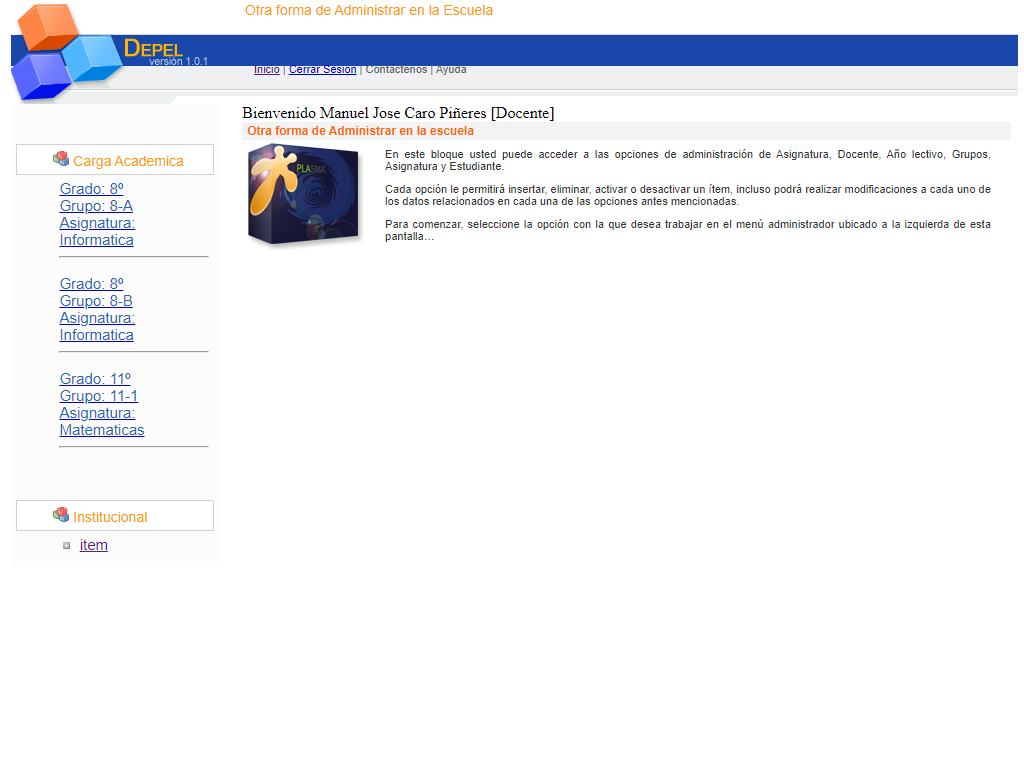 Otra forma de Administrar en la Escuela
DEPEL
versión 1.0.1
Inicio | Cerrar Sesión | Contáctenos | Ayuda
Bienvenido Manuel Jose Caro Piñeres [Docente]
Otra forma de Administrar en la escuela
PLASMA
En este bloque usted puede acceder a las opciones de administración de Asignatura, Docente, Año lectivo, Grupos,
Asignatura y Estudiante.
Cada opción le permitirá insertar, eliminar, activar o desactivar un ítem, incluso podrá realizar modificaciones a cada uno de
los datos relacionados en cada una de las opciones antes mencionadas.
Para comenzar, seleccione la opción con la que desea trabajar en el menú administrador ubicado a la izquierda de esta
pantalla…
Carga Academica
Grado: 8º
Grupo: 8-A
Asignatura:
Informatica
Grado: 8º
Grupo: 8-B
Asignatura:
Informatica
Grado: 11º
Grupo: 11-1
Asignatura:
Matematicas
Institucional
item